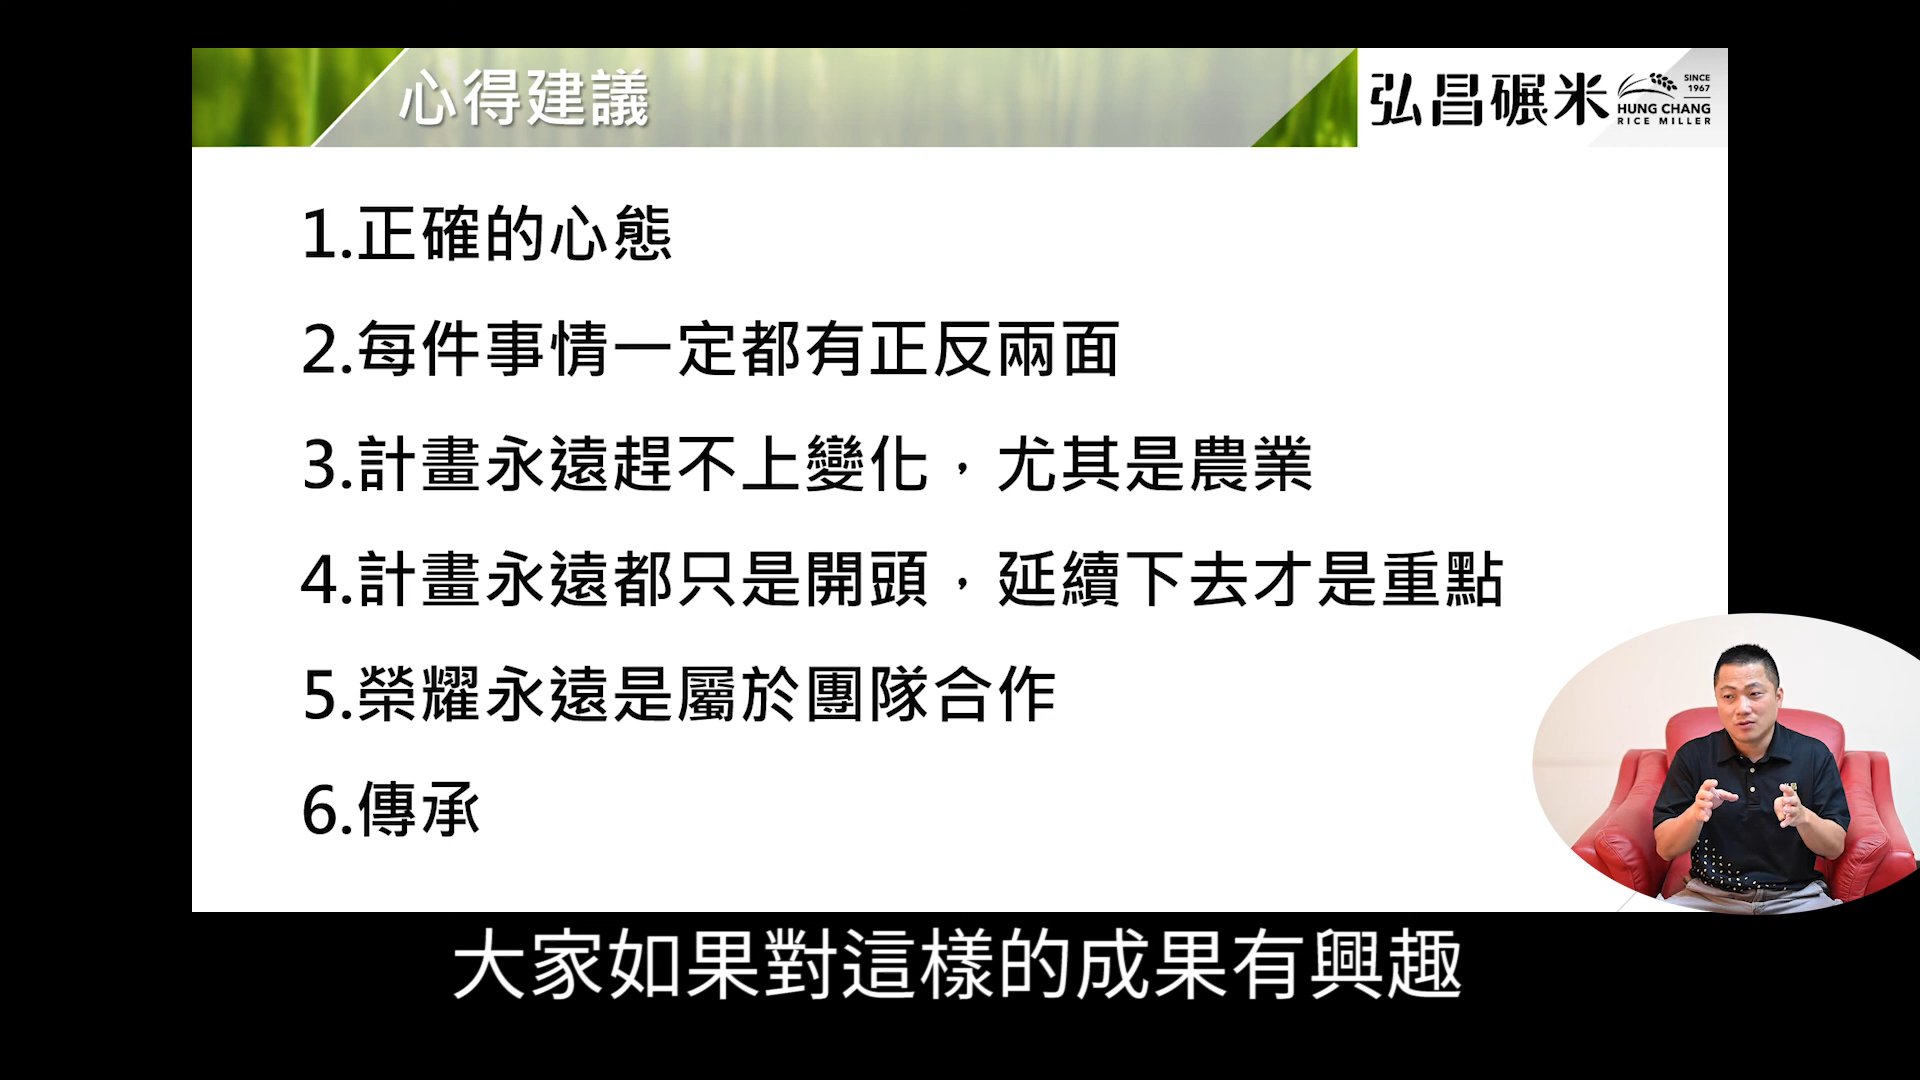 心得建議
弘昌碾米
SINCE
1967
HUNG CHANG
RICE MILLER
1.正確的心態
2.每件事情一定都有正反兩面
3.計畫永遠趕不上變化，尤其是農業
4.計畫永遠都只是開頭，延續下去才是重點
5.榮耀永遠是屬於團隊合作
6.傳承
大家如果對這樣的成果有興趣